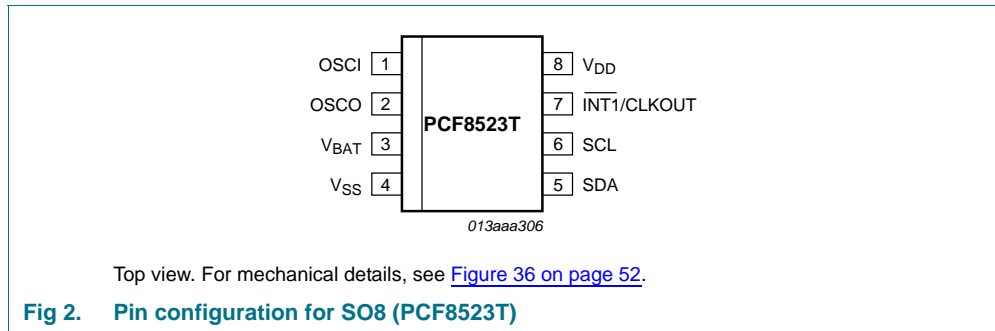 OSCI 1 8 VDD
OSCO 2 7 INT1/CLKOUT
PCF8523T
VBAT 3 6 SCL
VSS 4 5 SDA
013aaa306
Top view. For mechanical details, see Figure 36 on page 52.
Fig 2. Pin configuration for SO8 (PCF8523T)